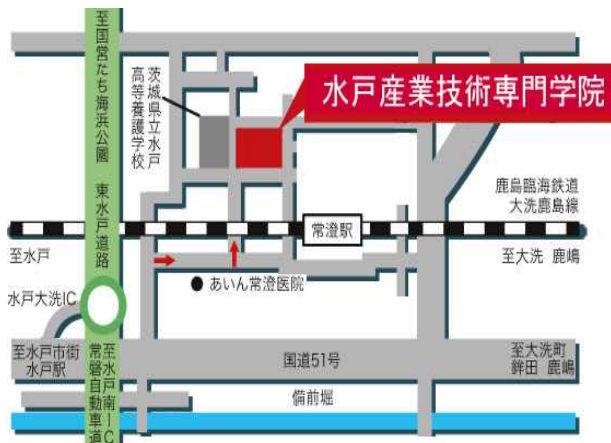 至国営ひたち海浜公園
東水戸道路
茨城県立水戸
高等養護学校
水戸産業技術専門学院
鹿島臨海鉄道
大洗鹿島線
常澄駅
至水戸
至大洗 鹿嶋
水戸大洗IC
あいん常澄医院
至水戸市街
水戸駅
国道51号
至大洗町
鉾田 鹿嶋
至水戸南IC
常磐自動車道
備前堀